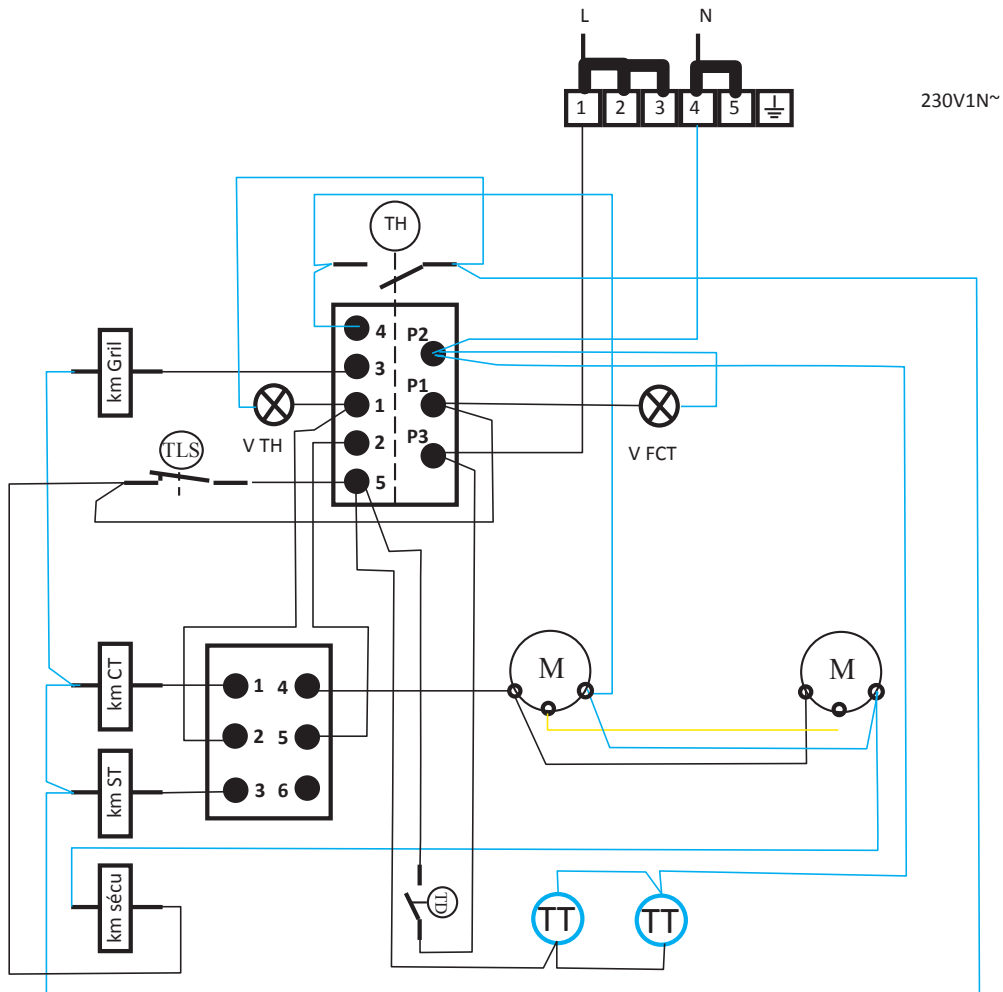 L N
1 2 3 4 5
230V1N~
TH
4 P2
3
km Gril
1 P1
V TH
2 P3
V FCT
TLS
5
M M
km CT
1 4
2 5
km ST
3 6
km sécu
TD
TT TT